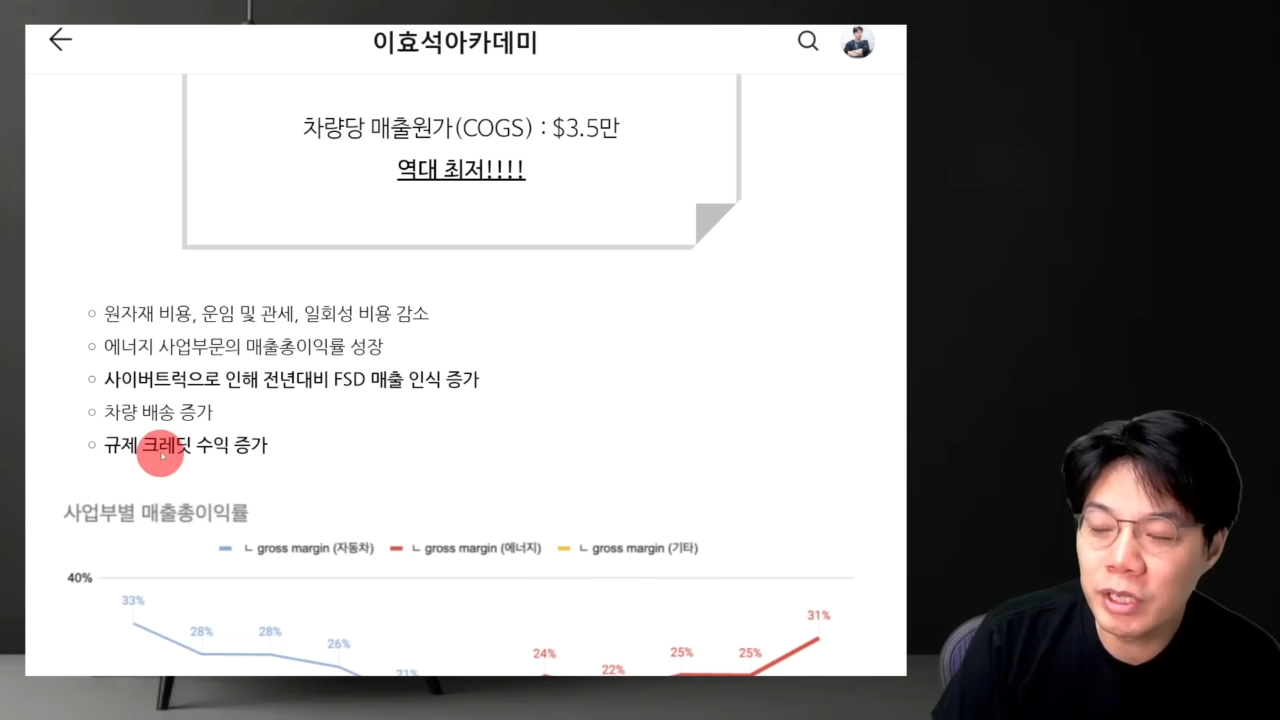 이효석아카데미
차량당 매출원가(COGS) : $3.5만
역대 최저!!!!
원자재 비용, 운임 및 관세, 일회성 비용 감소
에너지 사업부문의 매출총이익률 성장
사이버트럭으로 인해 전년대비 FSD 매출 인식 증가
차량 배송 증가
규제 크레딧 수익 증가
사업부별 매출총이익률
ㄴ gross margin (자동차) ㄴ gross margin (에너지) ㄴ gross margin (기타)
40%
33%
28% 28% 26% 21% 24% 22% 25% 25% 31%